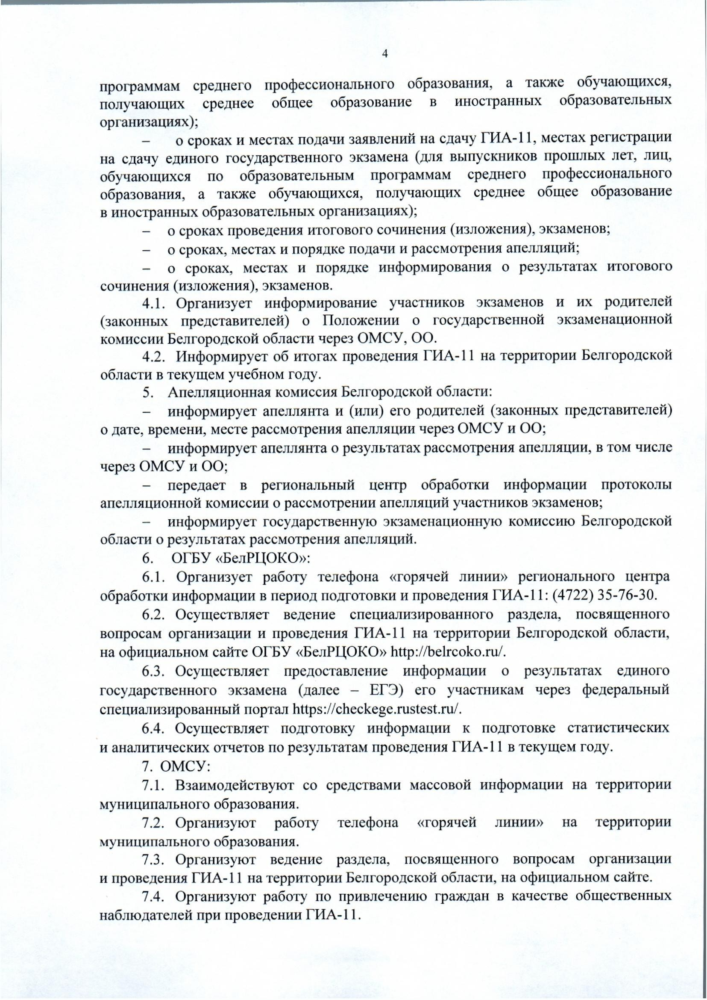 4
программам среднего профессионального образования, а также обучающихся,
получающих среднее общее образование в иностранных образовательных
организациях);
– о сроках и местах подачи заявлений на сдачу ГИА-11, местах регистрации
на сдачу единого государственного экзамена (для выпускников прошлых лет, лиц,
обучающихся по образовательным программам среднего профессионального
образования, а также обучающихся, получающих среднее общее образование
в иностранных образовательных организациях);
– о сроках проведения итогового сочинения (изложения), экзаменов;
– о сроках, местах и порядке подачи и рассмотрения апелляций;
– о сроках, местах и порядке информирования о результатах итогового
сочинения (изложения), экзаменов.
4.1. Организует информирование участников экзаменов и их родителей
(законных представителей) о Положении о государственной экзаменационной
комиссии Белгородской области через ОМСУ, ОО.
4.2. Информирует об итогах проведения ГИА-11 на территории Белгородской
области в текущем учебном году.
5. Апелляционная комиссия Белгородской области:
– информирует апеллянта и (или) его родителей (законных представителей)
о дате, времени, месте рассмотрения апелляции через ОМСУ и ОО;
– информирует апеллянта о результатах рассмотрения апелляции, в том числе
через ОМСУ и ОО;
– передает в региональный центр обработки информации протоколы
апелляционной комиссии о рассмотрении апелляций участников экзаменов;
– информирует государственную экзаменационную комиссию Белгородской
области о результатах рассмотрения апелляций.
6. ОГБУ «БелРЦОКО»:
6.1. Организует работу телефона «горячей линии» регионального центра
обработки информации в период подготовки и проведения ГИА-11: (4722) 35-76-30.
6.2. Осуществляет ведение специализированного раздела, посвященного
вопросам организации и проведения ГИА-11 на территории Белгородской области,
на официальном сайте ОГБУ «БелРЦОКО» http://belrcoko.ru/.
6.3. Осуществляет предоставление информации о результатах единого
государственного экзамена (далее – ЕГЭ) его участникам через федеральный
специализированный портал https://checkege.rustest.ru/.
6.4. Осуществляет подготовку информации к подготовке статистических
и аналитических отчетов по результатам проведения ГИА-11 в текущем году.
7. ОМСУ:
7.1. Взаимодействуют со средствами массовой информации на территории
муниципального образования.
7.2. Организуют работу телефона «горячей линии» на территории
муниципального образования.
7.3. Организуют ведение раздела, посвященного вопросам организации
и проведения ГИА-11 на территории Белгородской области, на официальном сайте.
7.4. Организуют работу по привлечению граждан в качестве общественных
наблюдателей при проведении ГИА-11.